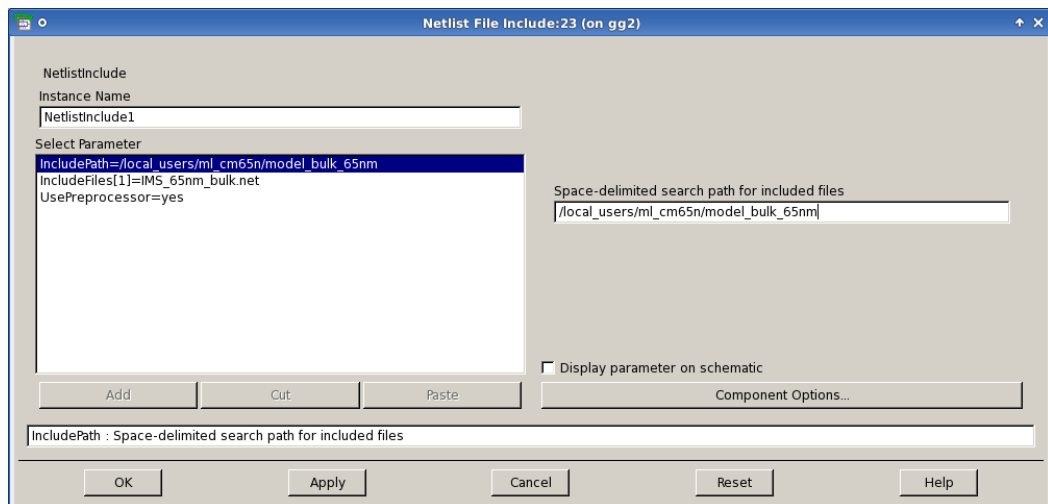 Netlist File Include:23 (on gg2)
NetlistInclude
Instance Name
NetlistInclude1
Select Parameter
IncludePath=/local_users/ml_cm65n/model_bulk_65nm
IncludeFiles[1]=IMS_65nm_bulk.net
UsePreprocessor=yes
Space-delimited search path for included files
/local_users/ml_cm65n/model_bulk_65nm
Display parameter on schematic
Add Cut Paste Component Options...
IncludePath : Space-delimited search path for included files
OK Apply Cancel Reset Help